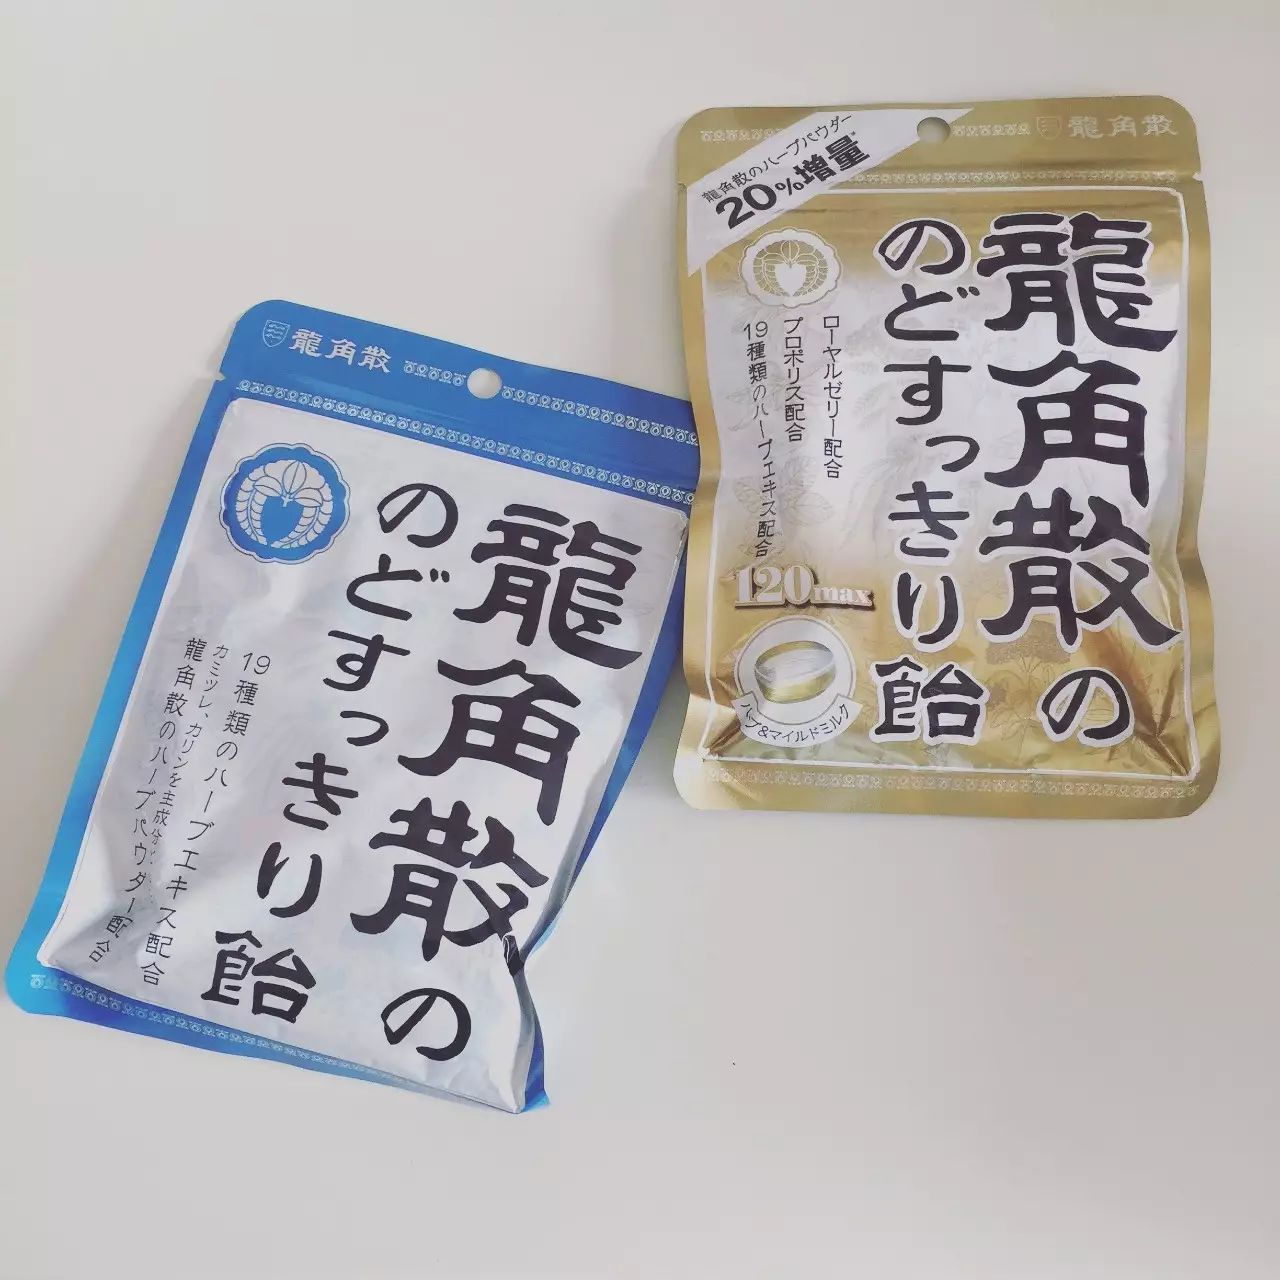 龍角散
龍角散の
のどすっきり飴
19種類のハーブエキス配合
カミツレ、カリンを主成分
龍角散のハーブパウダー配合
龍角散
龍角散のハーブパウダー
20%増量
龍角散の
のどすっきり飴
ローヤルゼリー配合
プロポリス配合
19種類のハーブエキス配合
120max
ハーブ&マイルドミルク